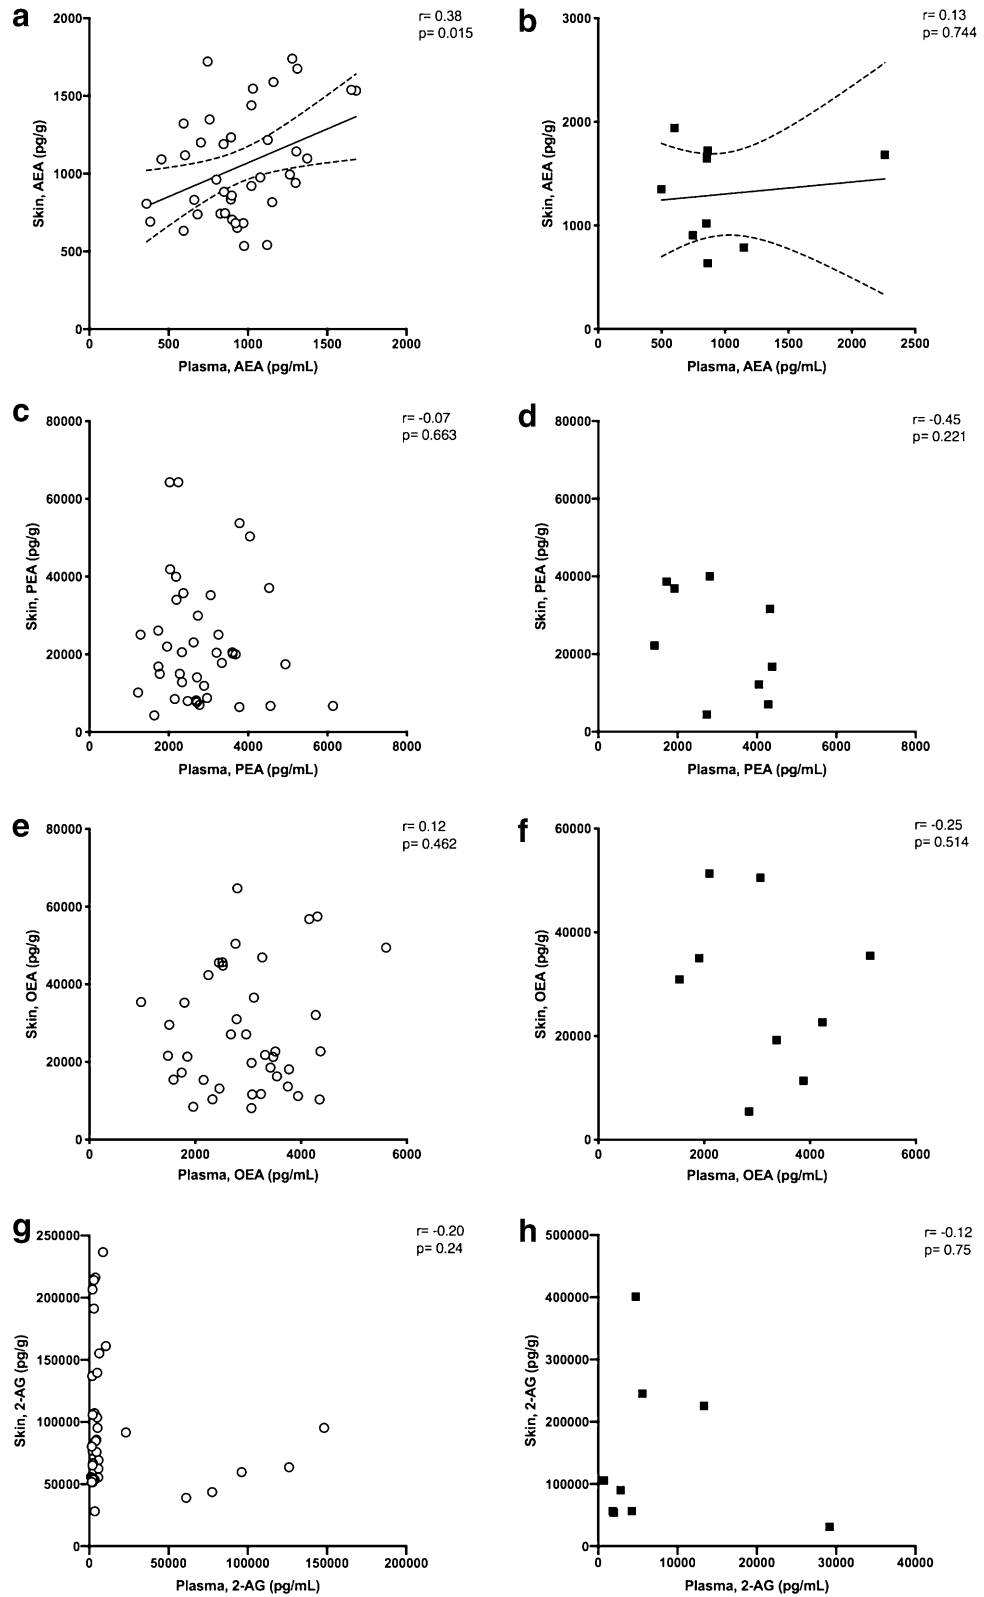 a
r= 0.38
p= 0.015
2000
1500
1000
500
0
Skin, AEA (pg/g)
0 500 1000 1500 2000
Plasma, AEA (pg/mL)
b
r= 0.13
p= 0.744
3000
2000
1000
0
Skin, AEA (pg/g)
0 500 1000 1500 2000 2500
Plasma, AEA (pg/mL)
c
r= -0.07
p= 0.663
80000
60000
40000
20000
0
Skin, PEA (pg/g)
0 2000 4000 6000 8000
Plasma, PEA (pg/mL)
d
r= -0.45
p= 0.221
80000
60000
40000
20000
0
Skin, PEA (pg/g)
0 2000 4000 6000 8000
Plasma, PEA (pg/mL)
e
r= 0.12
p= 0.462
80000
60000
40000
20000
0
Skin, OEA (pg/g)
0 2000 4000 6000
Plasma, OEA (pg/mL)
f
r= -0.25
p= 0.514
60000
40000
20000
0
Skin, OEA (pg/g)
0 2000 4000 6000
Plasma, OEA (pg/mL)
g
r= -0.20
p= 0.24
250000
200000
150000
100000
50000
0
Skin, 2-AG (pg/g)
0 50000 100000 150000 200000
Plasma, 2-AG (pg/mL)
h
r= -0.12
p= 0.75
500000
400000
300000
200000
100000
0
Skin, 2-AG (pg/g)
0 10000 20000 30000 40000
Plasma, 2-AG (pg/mL)